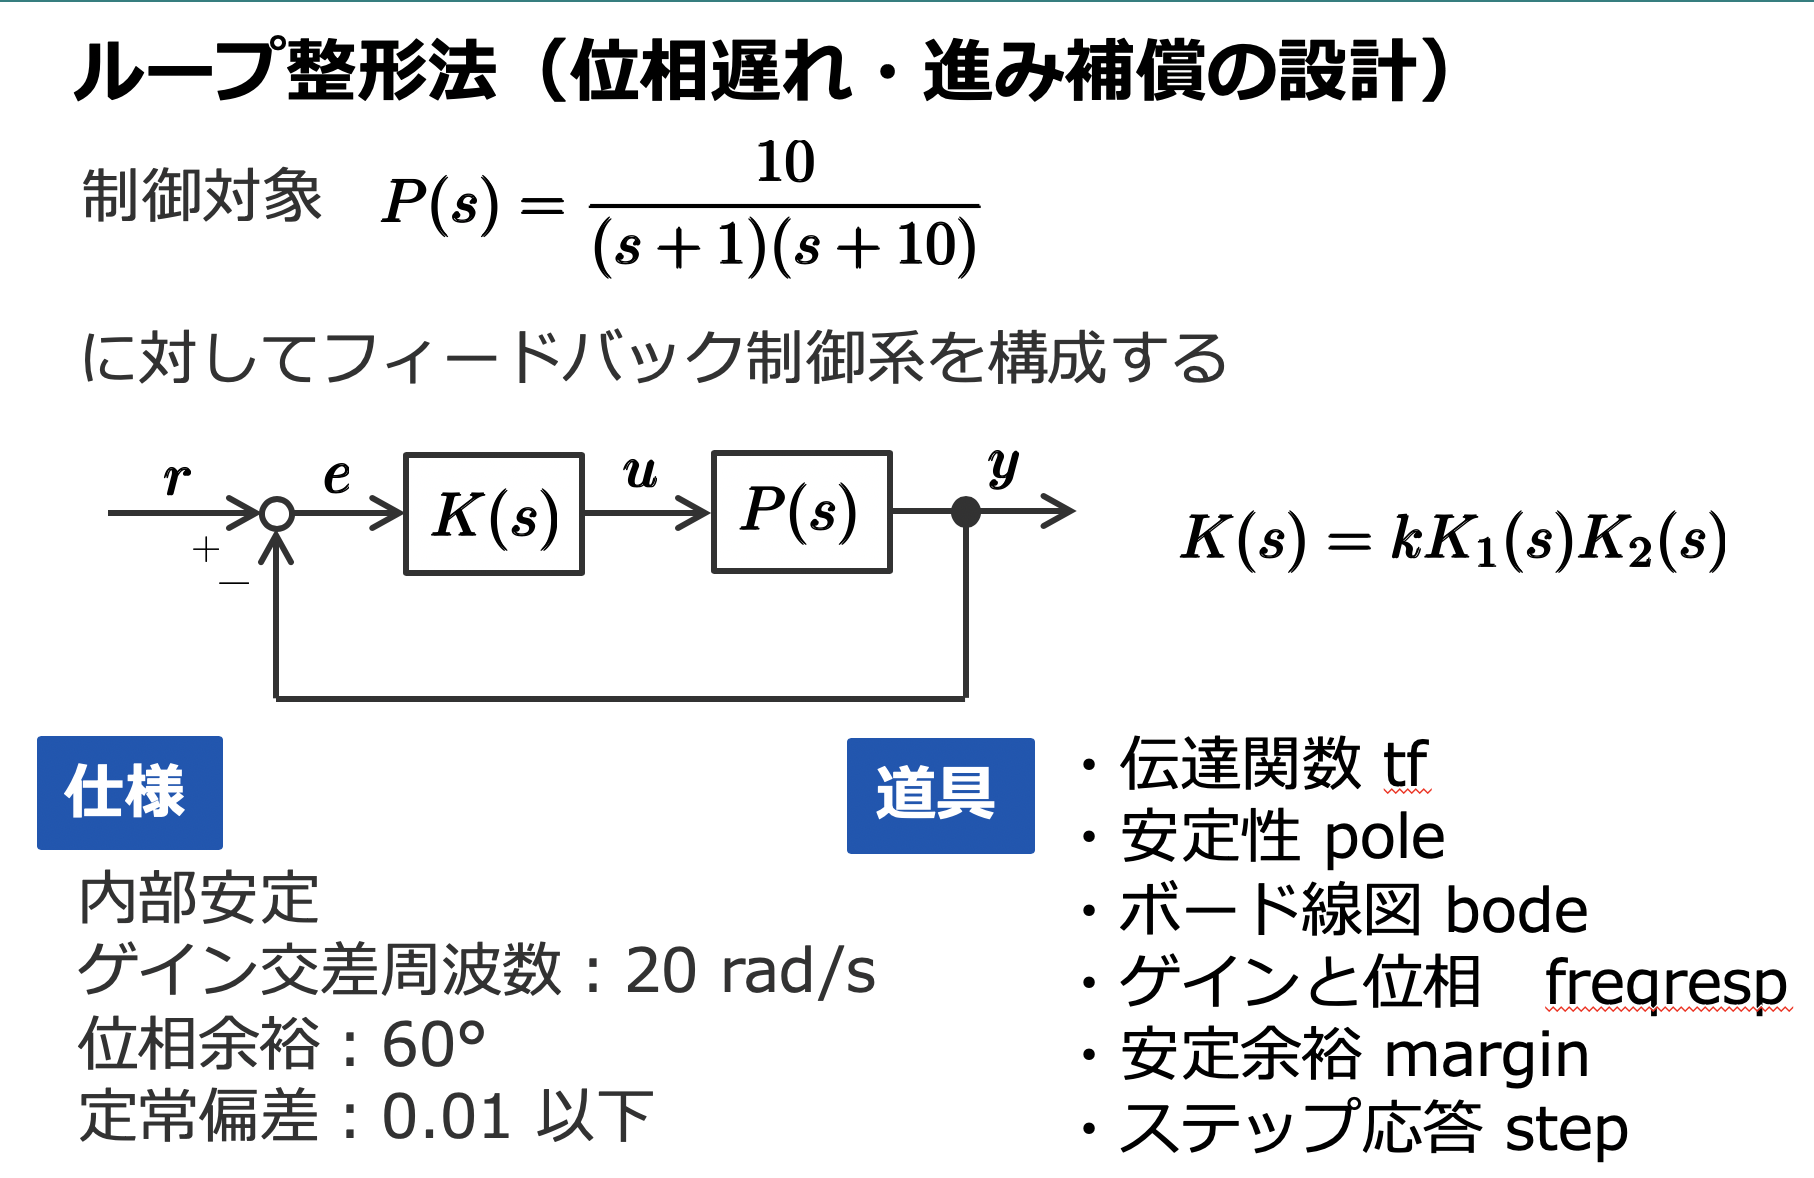 ループ整形法（位相遅れ・進み補償の設計）
制御対象 P(s) = 10 / (s + 1)(s + 10)
に対してフィードバック制御系を構成する
r e K(s) u P(s) y
+
−
K(s) = kK₁(s)K₂(s)
仕様
内部安定
ゲイン交差周波数：20 rad/s
位相余裕：60°
定常偏差：0.01 以下
道具
・伝達関数 tf
・安定性 pole
・ボード線図 bode
・ゲインと位相　freqresp
・安定余裕 margin
・ステップ応答 step